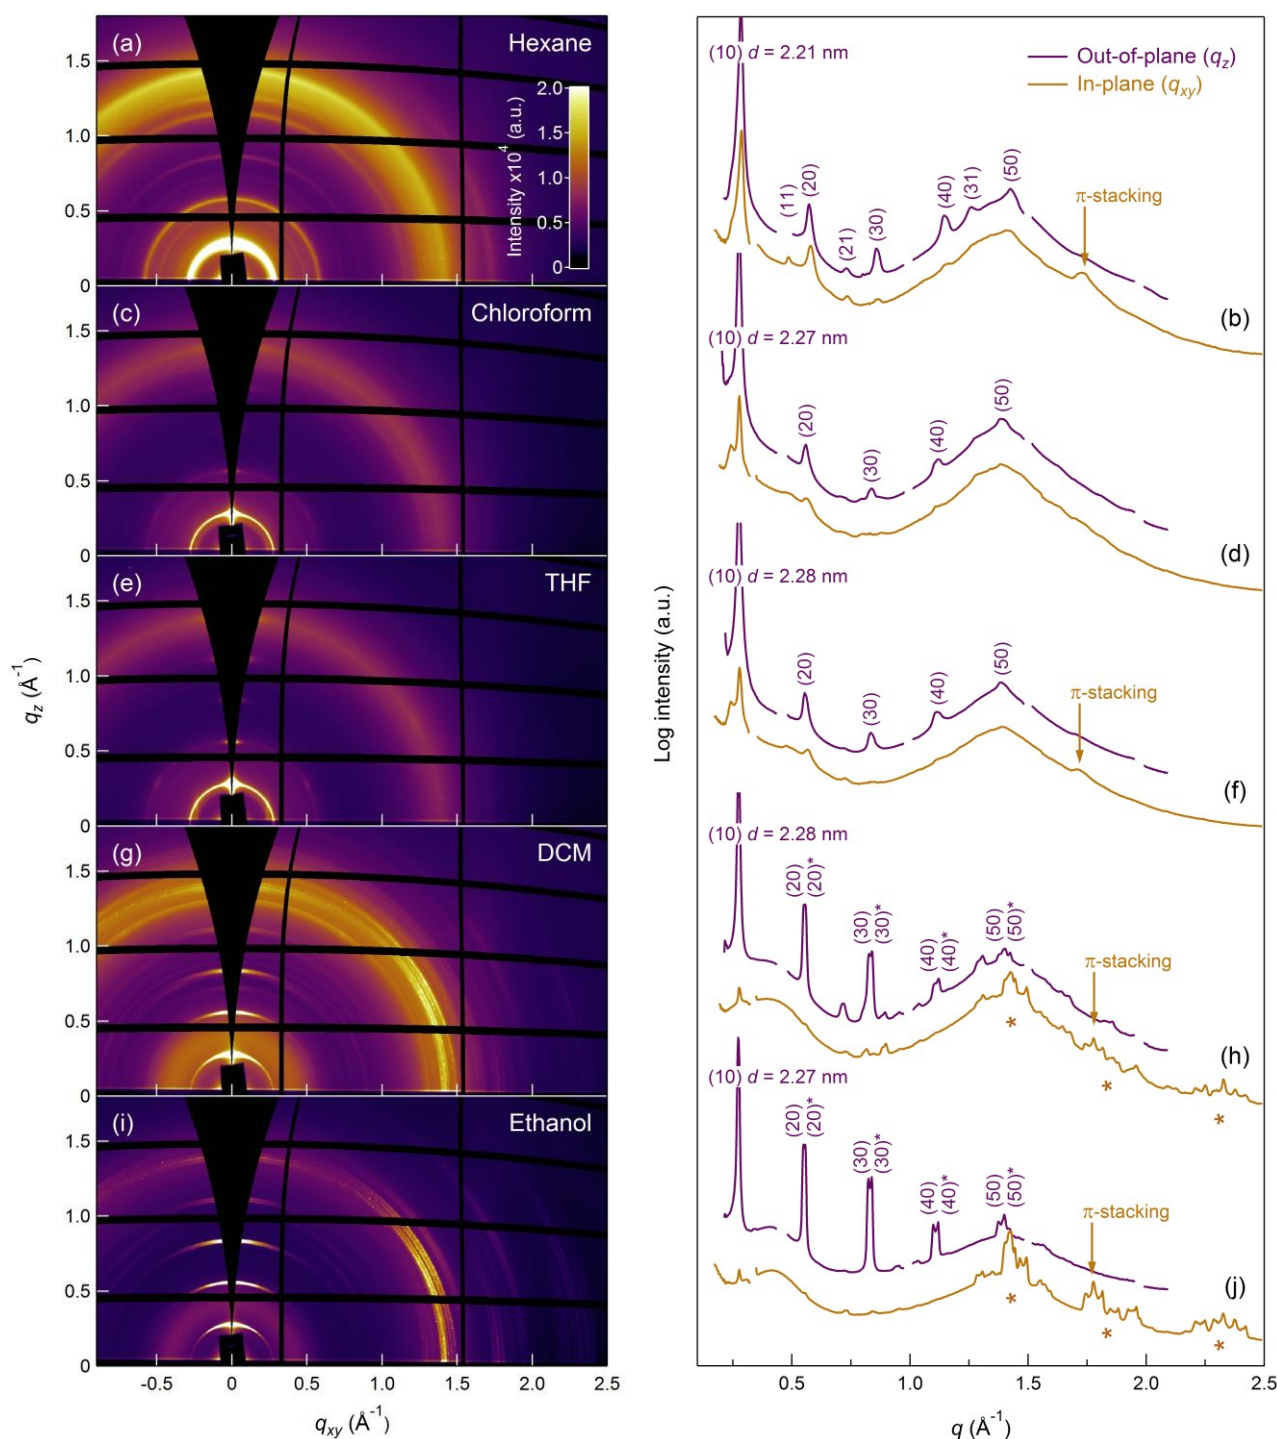 (a)
Hexane
1.5
1.0
0.5
0
Intensity x10⁴ (a.u.)
2.0
1.5
1.0
0.5
0
(c)
Chloroform
1.5
1.0
0.5
0
(e)
THF
1.5
1.0
0.5
0
(g)
DCM
1.5
1.0
0.5
0
(i)
Ethanol
1.5
1.0
0.5
0
-0.5
0
0.5
1.0
1.5
2.0
2.5
q_z (Å⁻¹)
q_xy (Å⁻¹)
(10) d = 2.21 nm
Out-of-plane (q_z)
In-plane (q_xy)
(11)
(20)
(21)
(30)
(40)
(31)
(50)
π-stacking
(b)
(10) d = 2.27 nm
(20)
(30)
(40)
(50)
(d)
(10) d = 2.28 nm
(20)
(30)
(40)
(50)
π-stacking
(f)
(10) d = 2.28 nm
(20)
(20)*
(30)
(30)*
(40)
(40)*
(50)
(50)*
π-stacking
*
*
*
(h)
(10) d = 2.27 nm
(20)
(20)*
(30)
(30)*
(40)
(40)*
(50)
(50)*
π-stacking
*
*
*
(j)
0.5
1.0
1.5
2.0
2.5
Log intensity (a.u.)
q (Å⁻¹)